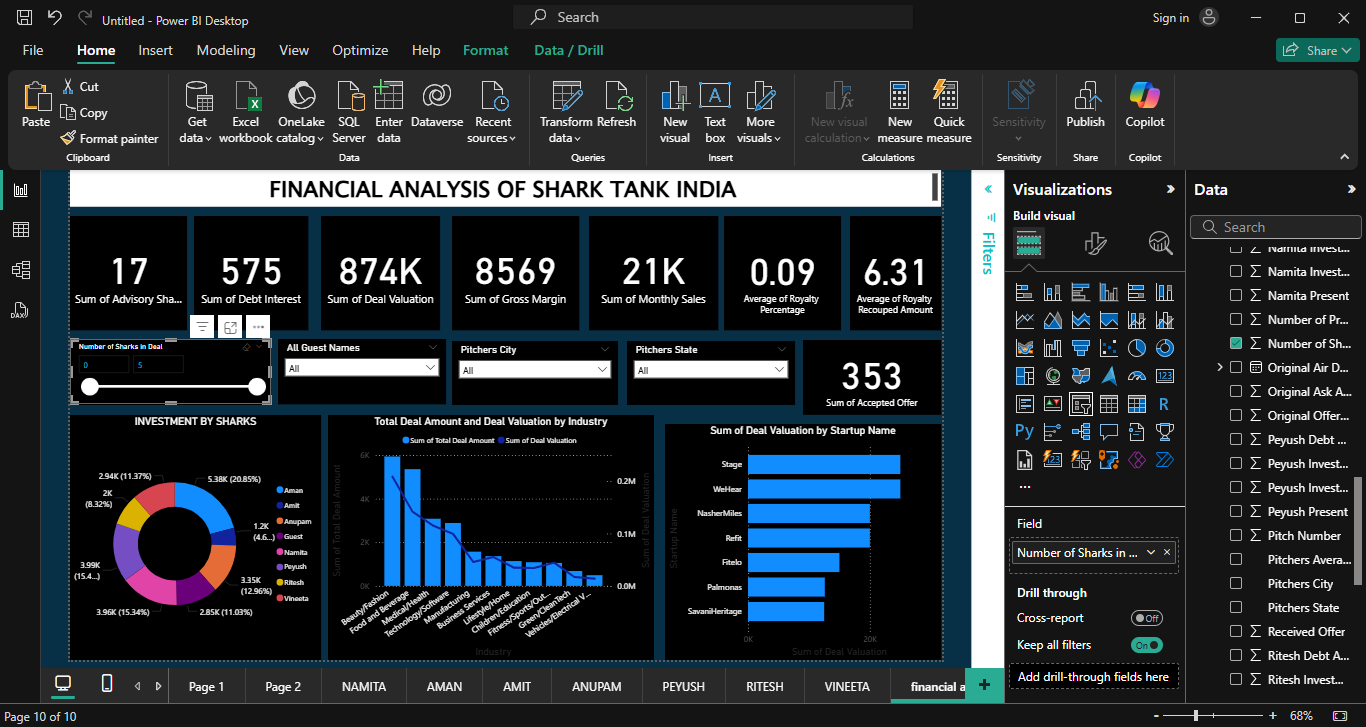 Untitled - Power BI Desktop
Search
Sign in
File Home Insert Modeling View Optimize Help Format Data / Drill
Share
Paste
Cut
Copy
Format painter
Clipboard
Get data
Excel workbook
OneLake catalog
SQL Server
Enter data
Dataverse
Recent sources
Data
Transform data
Refresh
Queries
New visual
Text box
More visuals
Insert
New visual calculation
New measure
Quick measure
Calculations
Sensitivity
Sensitivity
Publish
Share
Copilot
Copilot
FINANCIAL ANALYSIS OF SHARK TANK INDIA
17
Sum of Advisory Sha...
575
Sum of Debt Interest
874K
Sum of Deal Valuation
8569
Sum of Gross Margin
21K
Sum of Monthly Sales
0.09
Average of Royalty Percentage
6.31
Average of Royalty Recouped Amount
Number of Sharks in Deal
0 5
All Guest Names
All
Pitchers City
All
Pitchers State
All
353
Sum of Accepted Offer
INVESTMENT BY SHARKS
5.38K (20.85%)
1.2K (4.6...)
3.35K (12.96%)
2.85K (11.03%)
3.96K (15.34%)
3.99K (15.4...)
2K (8.32%)
2.94K (11.37%)
Aman
Amit
Anupam
Guest
Namita
Peyush
Ritesh
Vineeta
Total Deal Amount and Deal Valuation by Industry
Sum of Total Deal Amount Sum of Deal Valuation
Sum of Total Deal Amount
6K
4K
2K
0K
0.2M
0.1M
0.0M
Sum of Deal Valuation
Beauty/Fashion
Food and Beverage
Medical/Health
Technology/Software
Manufacturing
Business Services
Lifestyle/Home
Children/Education
Fitness/Sports/Out...
Green/CleanTech
Vehicles/Electrical V...
Industry
Sum of Deal Valuation by Startup Name
Startup Name
Stage
WeHear
NasherMiles
Refit
Fitelo
Palmonas
SavaniHeritage
0K 20K
Sum of Deal Valuation
Filters
Visualizations
Build visual
123
R
Py
123
Field
Number of Sharks in ...
Drill through
Cross-report Off
Keep all filters On
Add drill-through fields here
Data
Search
Namita Invest...
Namita Invest...
Namita Present
Number of Pr...
Number of Sh...
Original Air D...
Original Ask A...
Original Offer...
Peyush Debt ...
Peyush Invest...
Peyush Invest...
Peyush Present
Pitch Number
Pitchers Avera...
Pitchers City
Pitchers State
Received Offer
Ritesh Debt A...
Ritesh Invest...
DAX
Page 1 Page 2 NAMITA AMAN AMIT ANUPAM PEYUSH RITESH VINEETA financial a
Page 10 of 10
68%